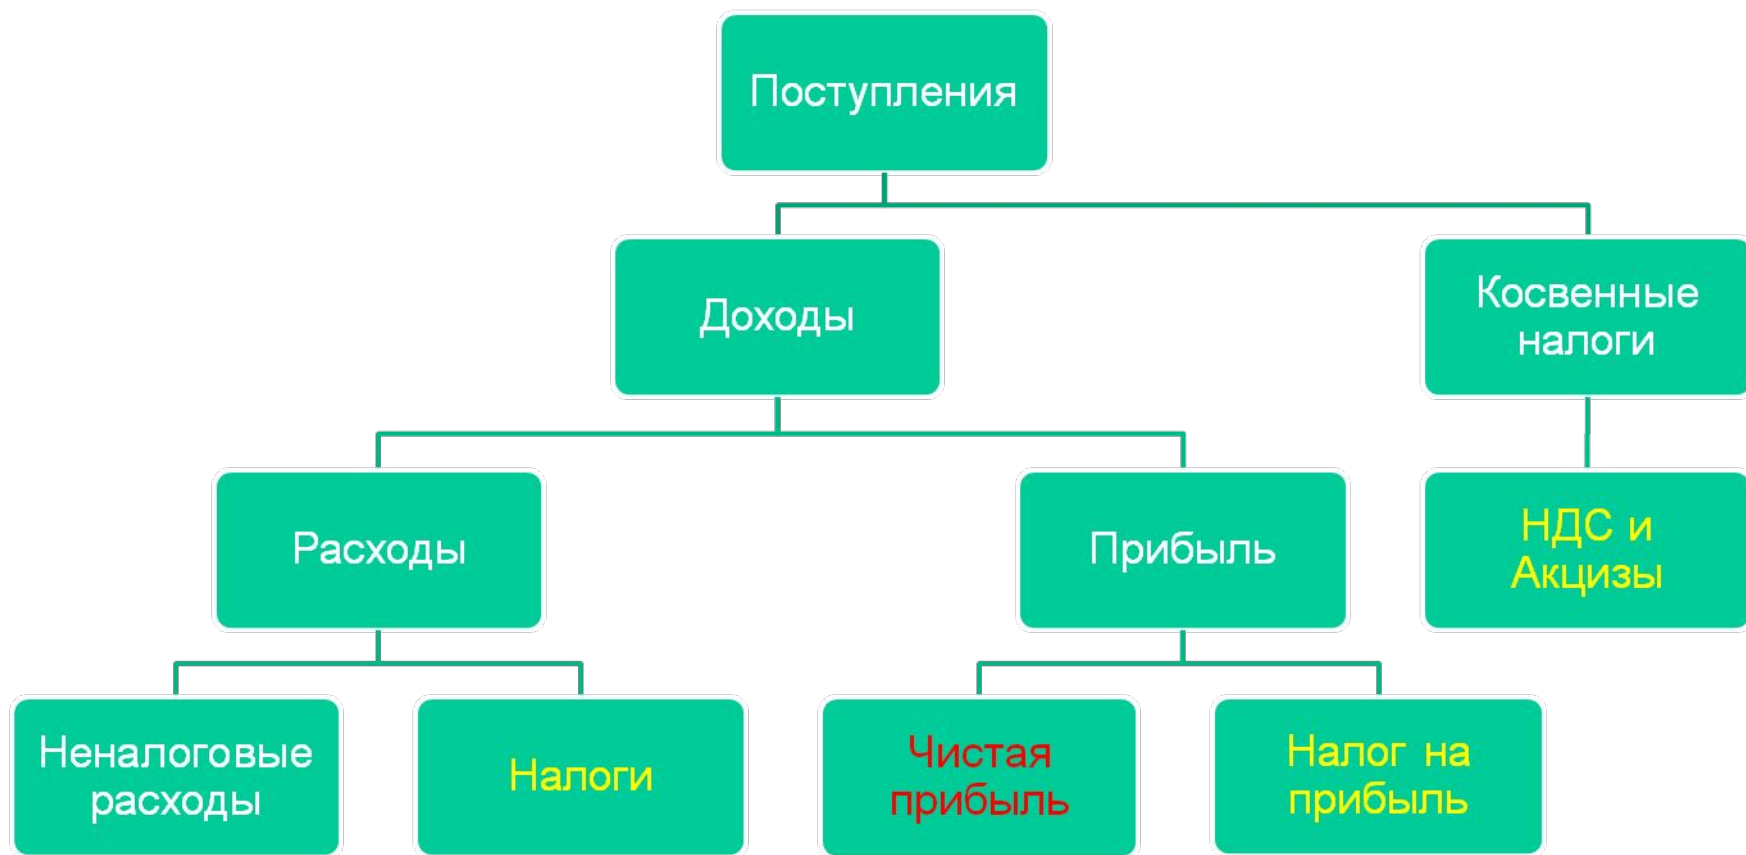 Поступления
Доходы
Косвенные
налоги
Расходы
Прибыль
НДС и
Акцизы
Неналоговые
расходы
Налоги
Чистая
прибыль
Налог на
прибыль